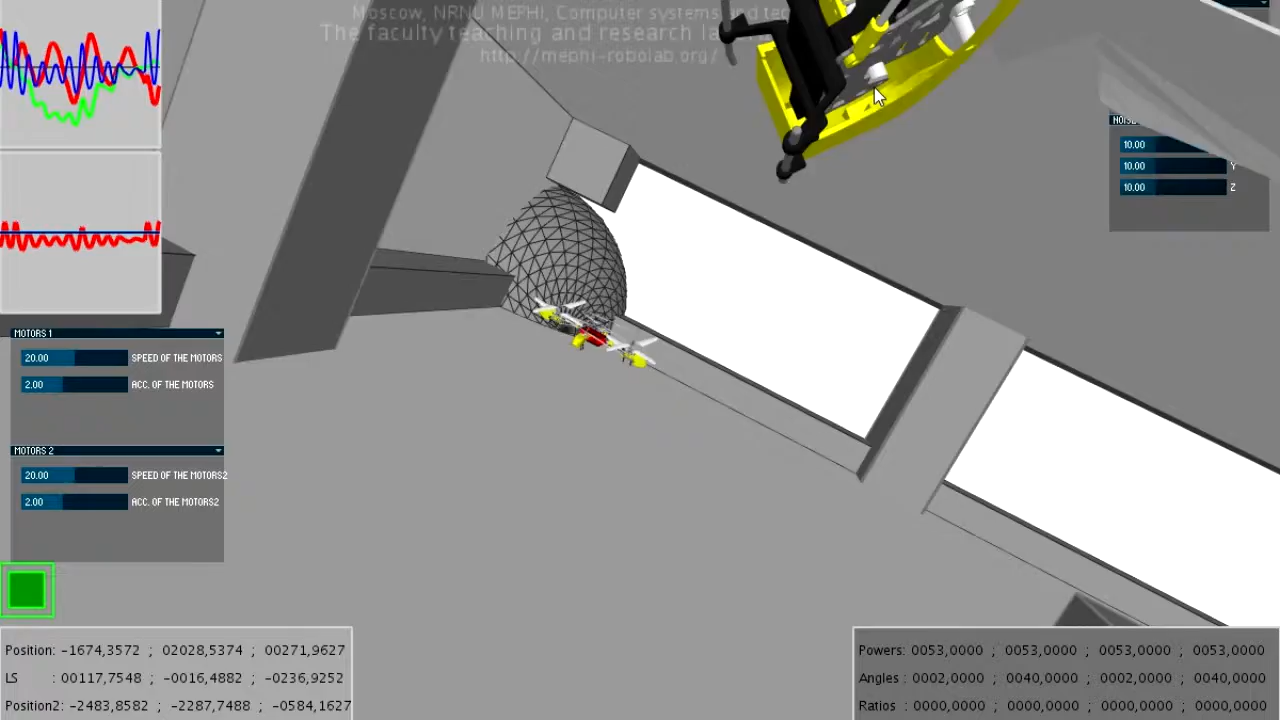 Moscow, NRNU MEPHI, Computer systems and
The faculty teaching and research
http://mephi-robolab.org/
10.00
10.00 Y
10.00 Z
MOTORS 1
20.00 SPEED OF THE MOTORS
2.00 ACC. OF THE MOTORS
MOTORS 2
20.00 SPEED OF THE MOTORS2
2.00 ACC. OF THE MOTORS2
Position: -1674,3572 ; 02028,5374 ; 00271,9627
LS : 00117,7548 ; -0016,4882 ; -0236,9252
Position2: -2483,8582 ; -2287,7488 ; -0584,1627
Powers: 0053,0000 ; 0053,0000 ; 0053,0000 ; 0053,0000
Angles : 0002,0000 ; 0040,0000 ; 0002,0000 ; 0040,0000
Ratios : 0000,0000 ; 0000,0000 ; 0000,0000 ; 0000,0000